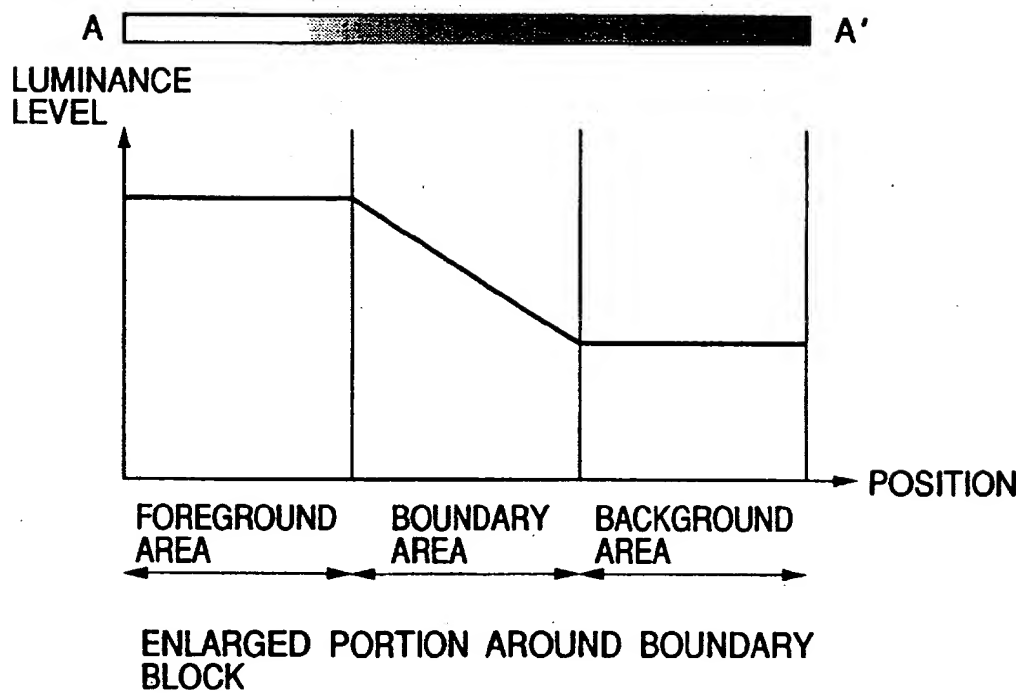 A A'
LUMINANCE
LEVEL
POSITION
FOREGROUND
AREA
BOUNDARY
AREA
BACKGROUND
AREA
ENLARGED PORTION AROUND BOUNDARY
BLOCK